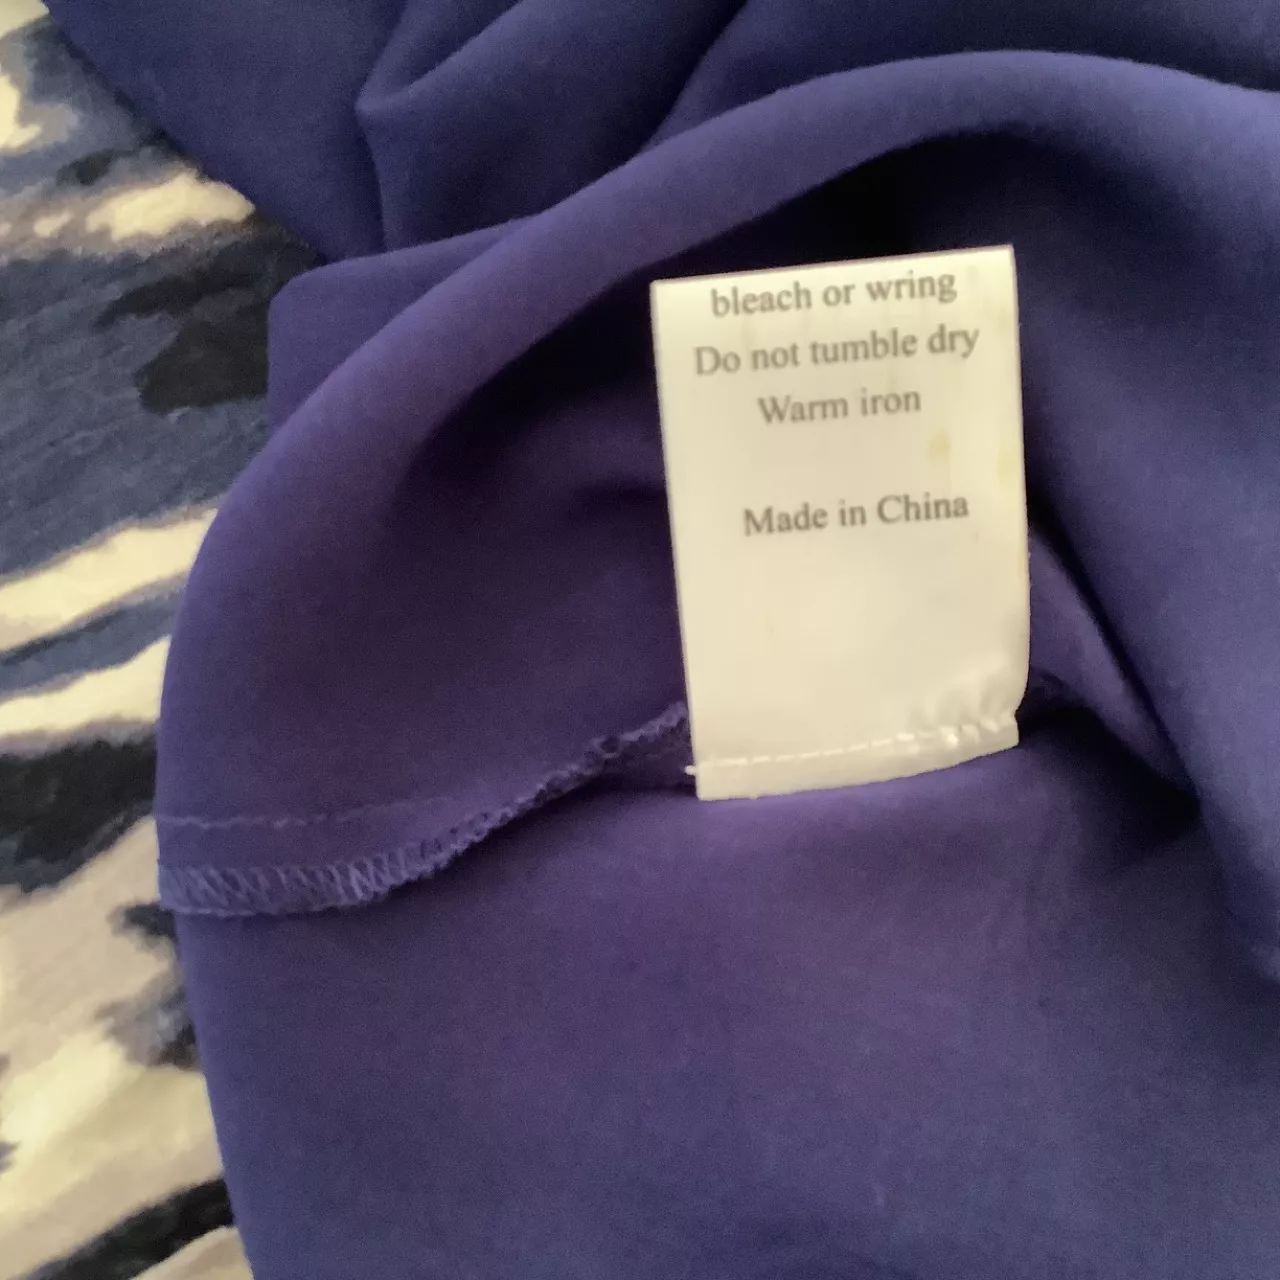 bleach or wring
Do not tumble dry
Warm iron
Made in China